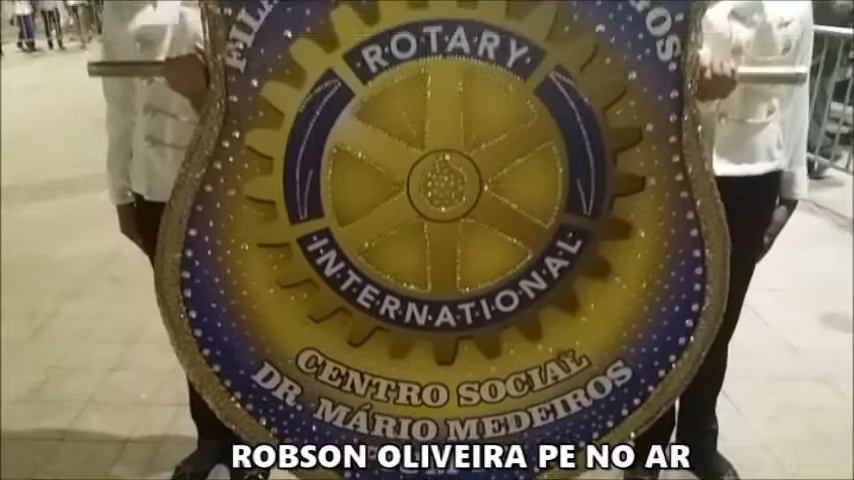 ROTARY
INTERNATIONAL
CENTRO SOCIAL
DR. MÁRIO MEDEIROS
ROBSON OLIVEIRA PE NO AR